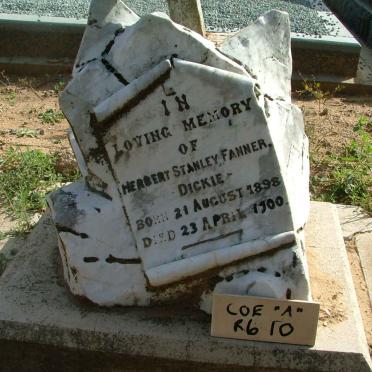 IN
LOVING MEMORY
OF
HERBERT STANLEY FANNER.
DICKIE
BORN 21 AUGUST 1898
DIED 23 APRIL 1900
COE "A"
R6 10